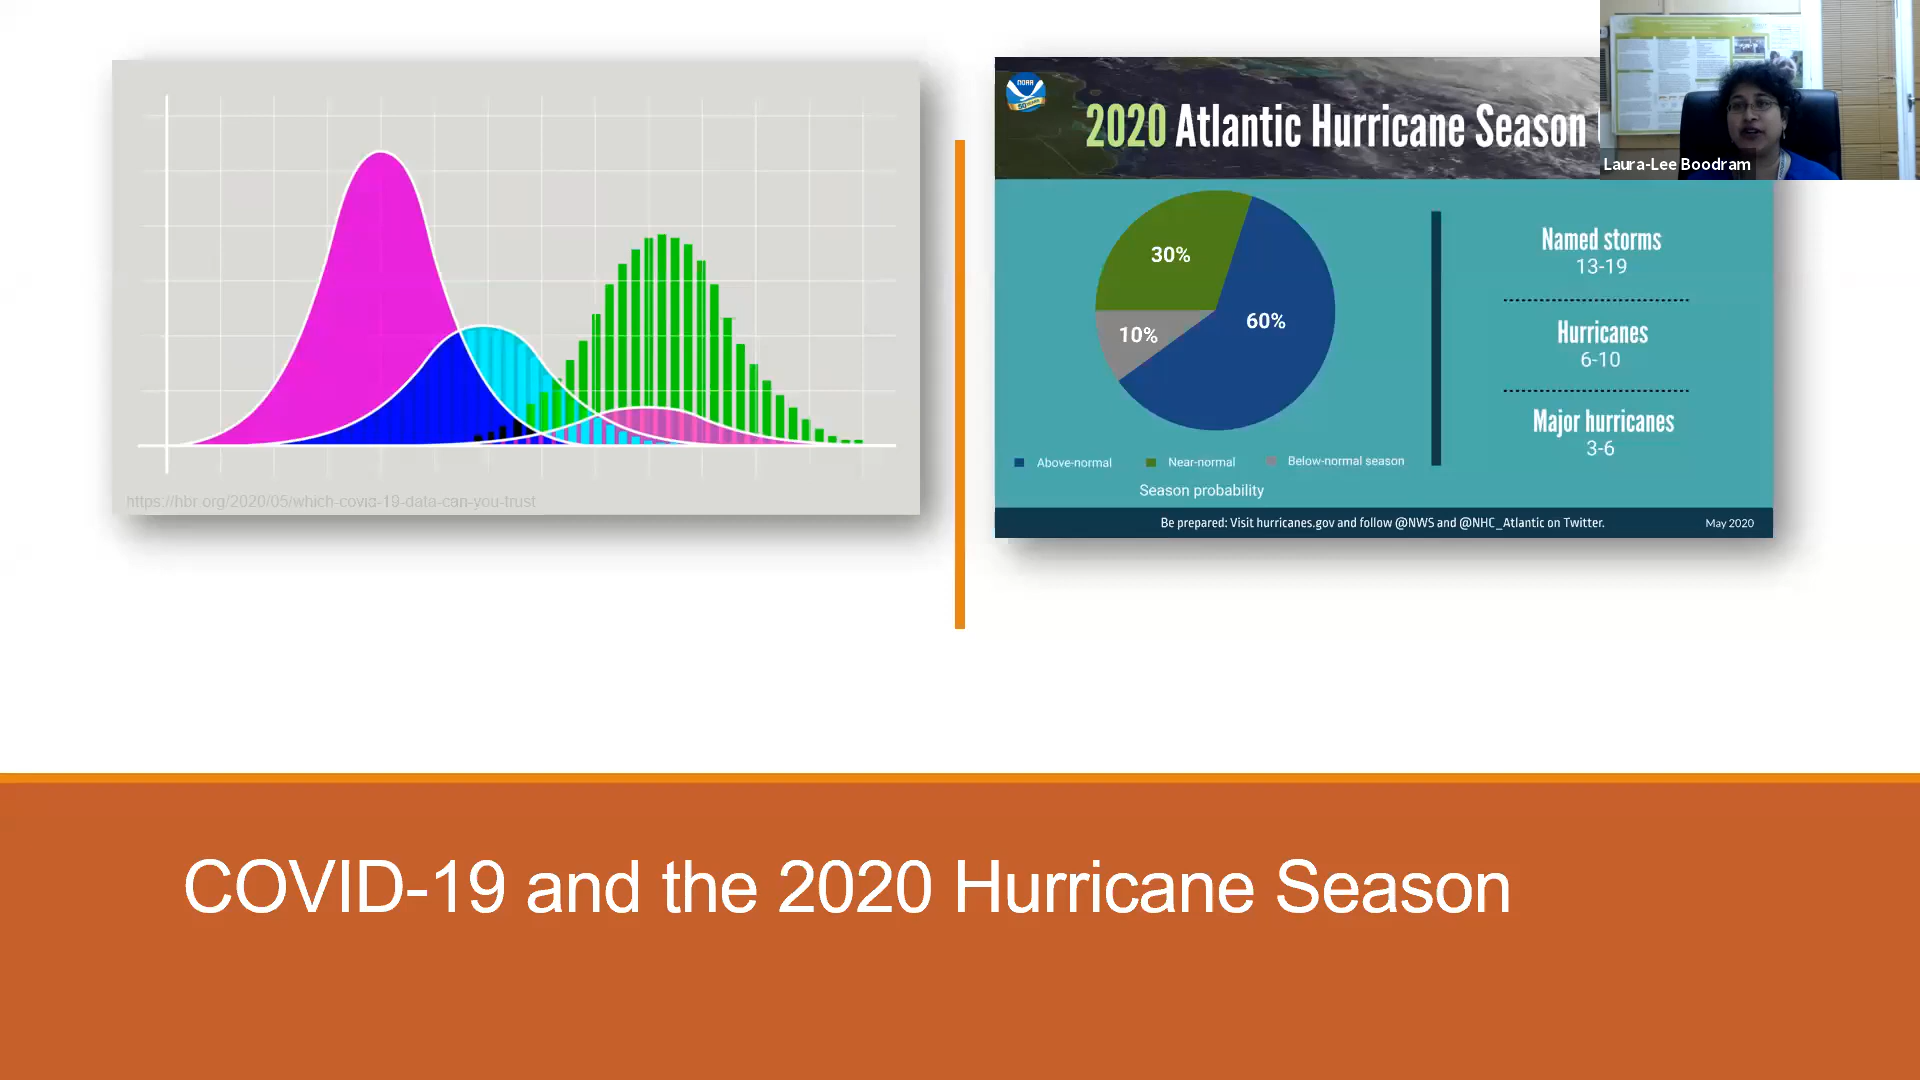 https://hbr.org/2020/05/which-covid-19-data-can-you-trust
NOAA
2020 Atlantic Hurricane Season
Laura-Lee Boodram
30%
10%
60%
Above-normal
Near-normal
Below-normal season
Season probability
Named storms
13-19
Hurricanes
6-10
Major hurricanes
3-6
Be prepared: Visit hurricanes.gov and follow @NWS and @NHC_Atlantic on Twitter.
May 2020
COVID-19 and the 2020 Hurricane Season